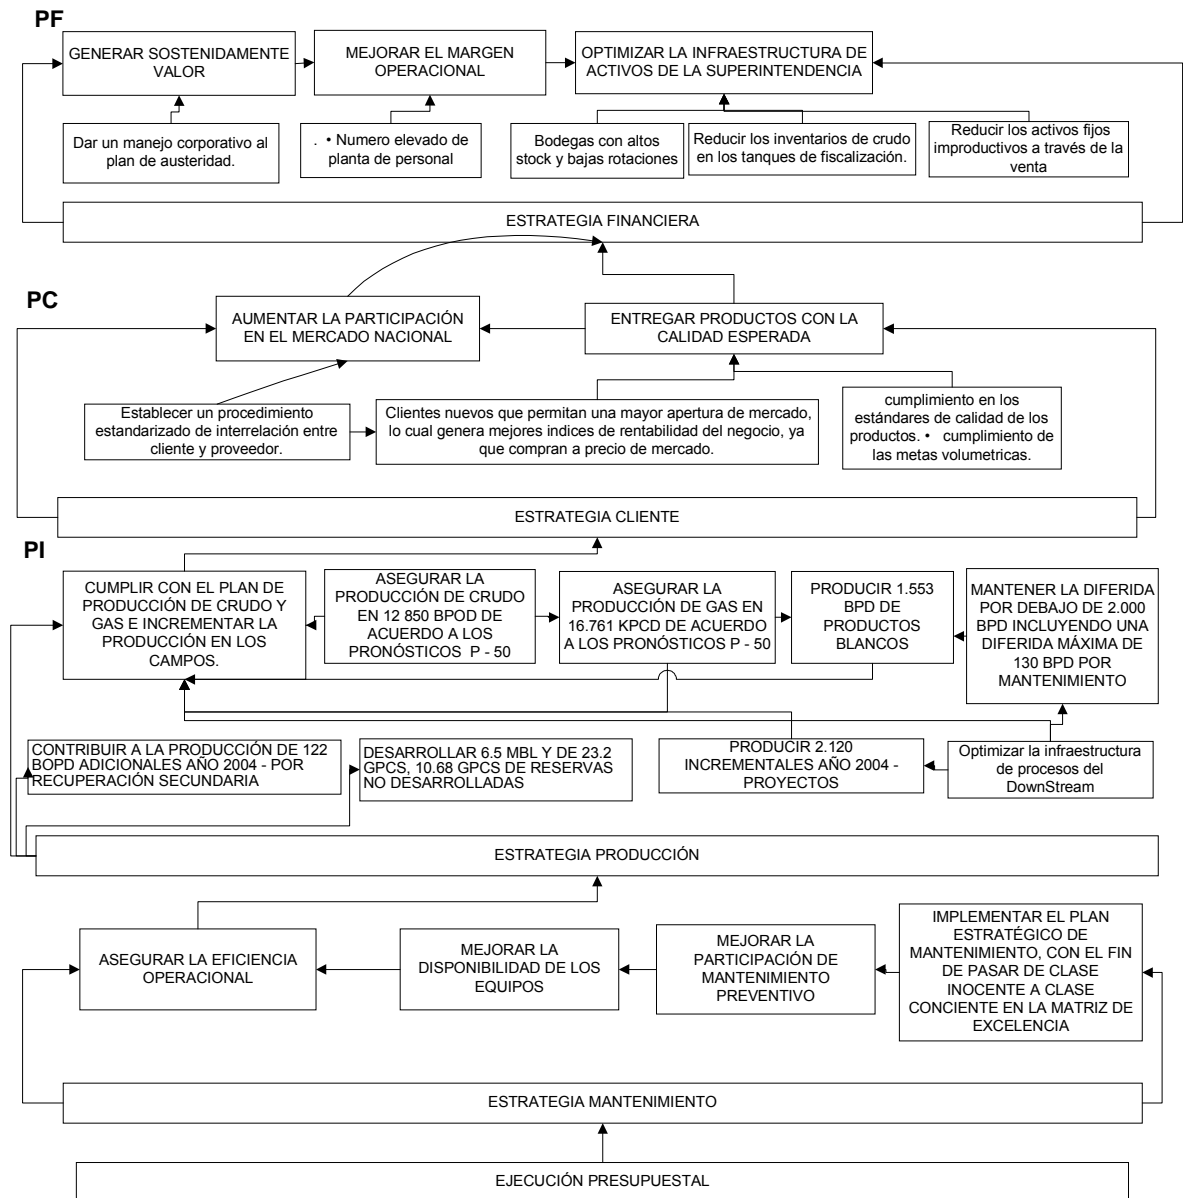 PF
GENERAR SOSTENIDAMENTE
VALOR
MEJORAR EL MARGEN
OPERACIONAL
OPTIMIZAR LA INFRAESTRUCTURA DE
ACTIVOS DE LA SUPERINTENDENCIA
Dar un manejo corporativo al
plan de austeridad.
. • Numero elevado de
planta de personal
Bodegas con altos
stock y bajas rotaciones
Reducir los inventarios de crudo
en los tanques de fiscalización.
Reducir los activos fijos
improductivos a través de la
venta
ESTRATEGIA FINANCIERA
PC
AUMENTAR LA PARTICIPACIÓN
EN EL MERCADO NACIONAL
ENTREGAR PRODUCTOS CON LA
CALIDAD ESPERADA
Establecer un procedimiento
estandarizado de interrelación entre
cliente y proveedor.
Clientes nuevos que permitan una mayor apertura de mercado,
lo cual genera mejores indices de rentabilidad del negocio, ya
que compran a precio de mercado.
cumplimiento en los
estándares de calidad de los
productos. • cumplimiento de
las metas volumetricas.
ESTRATEGIA CLIENTE
PI
CUMPLIR CON EL PLAN DE
PRODUCCIÓN DE CRUDO Y
GAS E INCREMENTAR LA
PRODUCCIÓN EN LOS
CAMPOS.
ASEGURAR LA
PRODUCCIÓN DE CRUDO
EN 12 850 BPOD DE
ACUERDO A LOS
PRONÓSTICOS P - 50
ASEGURAR LA
PRODUCCIÓN DE GAS EN
16.761 KPCD DE ACUERDO
A LOS PRONÓSTICOS P - 50
PRODUCIR 1.553
BPD DE
PRODUCTOS
BLANCOS
MANTENER LA DIFERIDA
POR DEBAJO DE 2.000
BPD INCLUYENDO UNA
DIFERIDA MÁXIMA DE
130 BPD POR
MANTENIMIENTO
CONTRIBUIR A LA PRODUCCIÓN DE 122
BOPD ADICIONALES AÑO 2004 - POR
RECUPERACIÓN SECUNDARIA
DESARROLLAR 6.5 MBL Y DE 23.2
GPCS, 10.68 GPCS DE RESERVAS
NO DESARROLLADAS
PRODUCIR 2.120
INCREMENTALES AÑO 2004 -
PROYECTOS
Optimizar la infraestructura
de procesos del
DownStream
ESTRATEGIA PRODUCCIÓN
ASEGURAR LA EFICIENCIA
OPERACIONAL
MEJORAR LA
DISPONIBILIDAD DE LOS
EQUIPOS
MEJORAR LA
PARTICIPACIÓN DE
MANTENIMIENTO
PREVENTIVO
IMPLEMENTAR EL PLAN
ESTRATÉGICO DE
MANTENIMIENTO, CON EL FIN
DE PASAR DE CLASE
INOCENTE A CLASE
CONCIENTE EN LA MATRIZ DE
EXCELENCIA
ESTRATEGIA MANTENIMIENTO
EJECUCIÓN PRESUPUESTAL